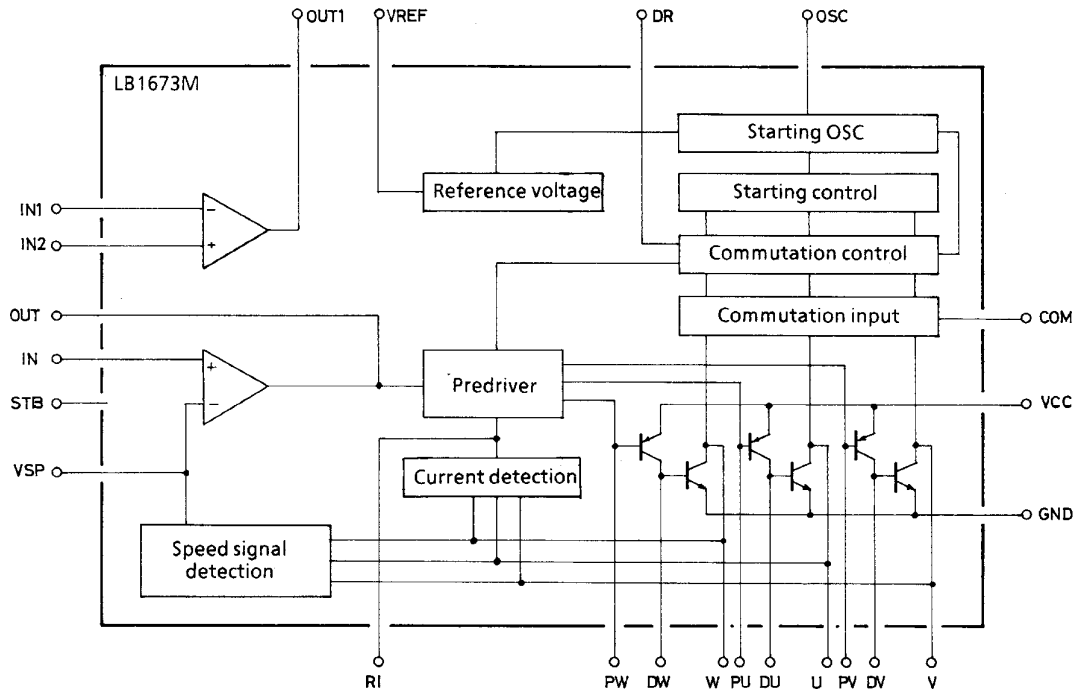 OUT1
VREF
DR
OSC
LB1673M
Starting OSC
Reference voltage
Starting control
IN1
−
IN2
+
Commutation control
OUT
Commutation input
COM
IN
+
Predriver
STB
−
VCC
VSP
Current detection
GND
Speed signal
detection
RI
PW
DW
W
PU
DU
U
PV
DV
V